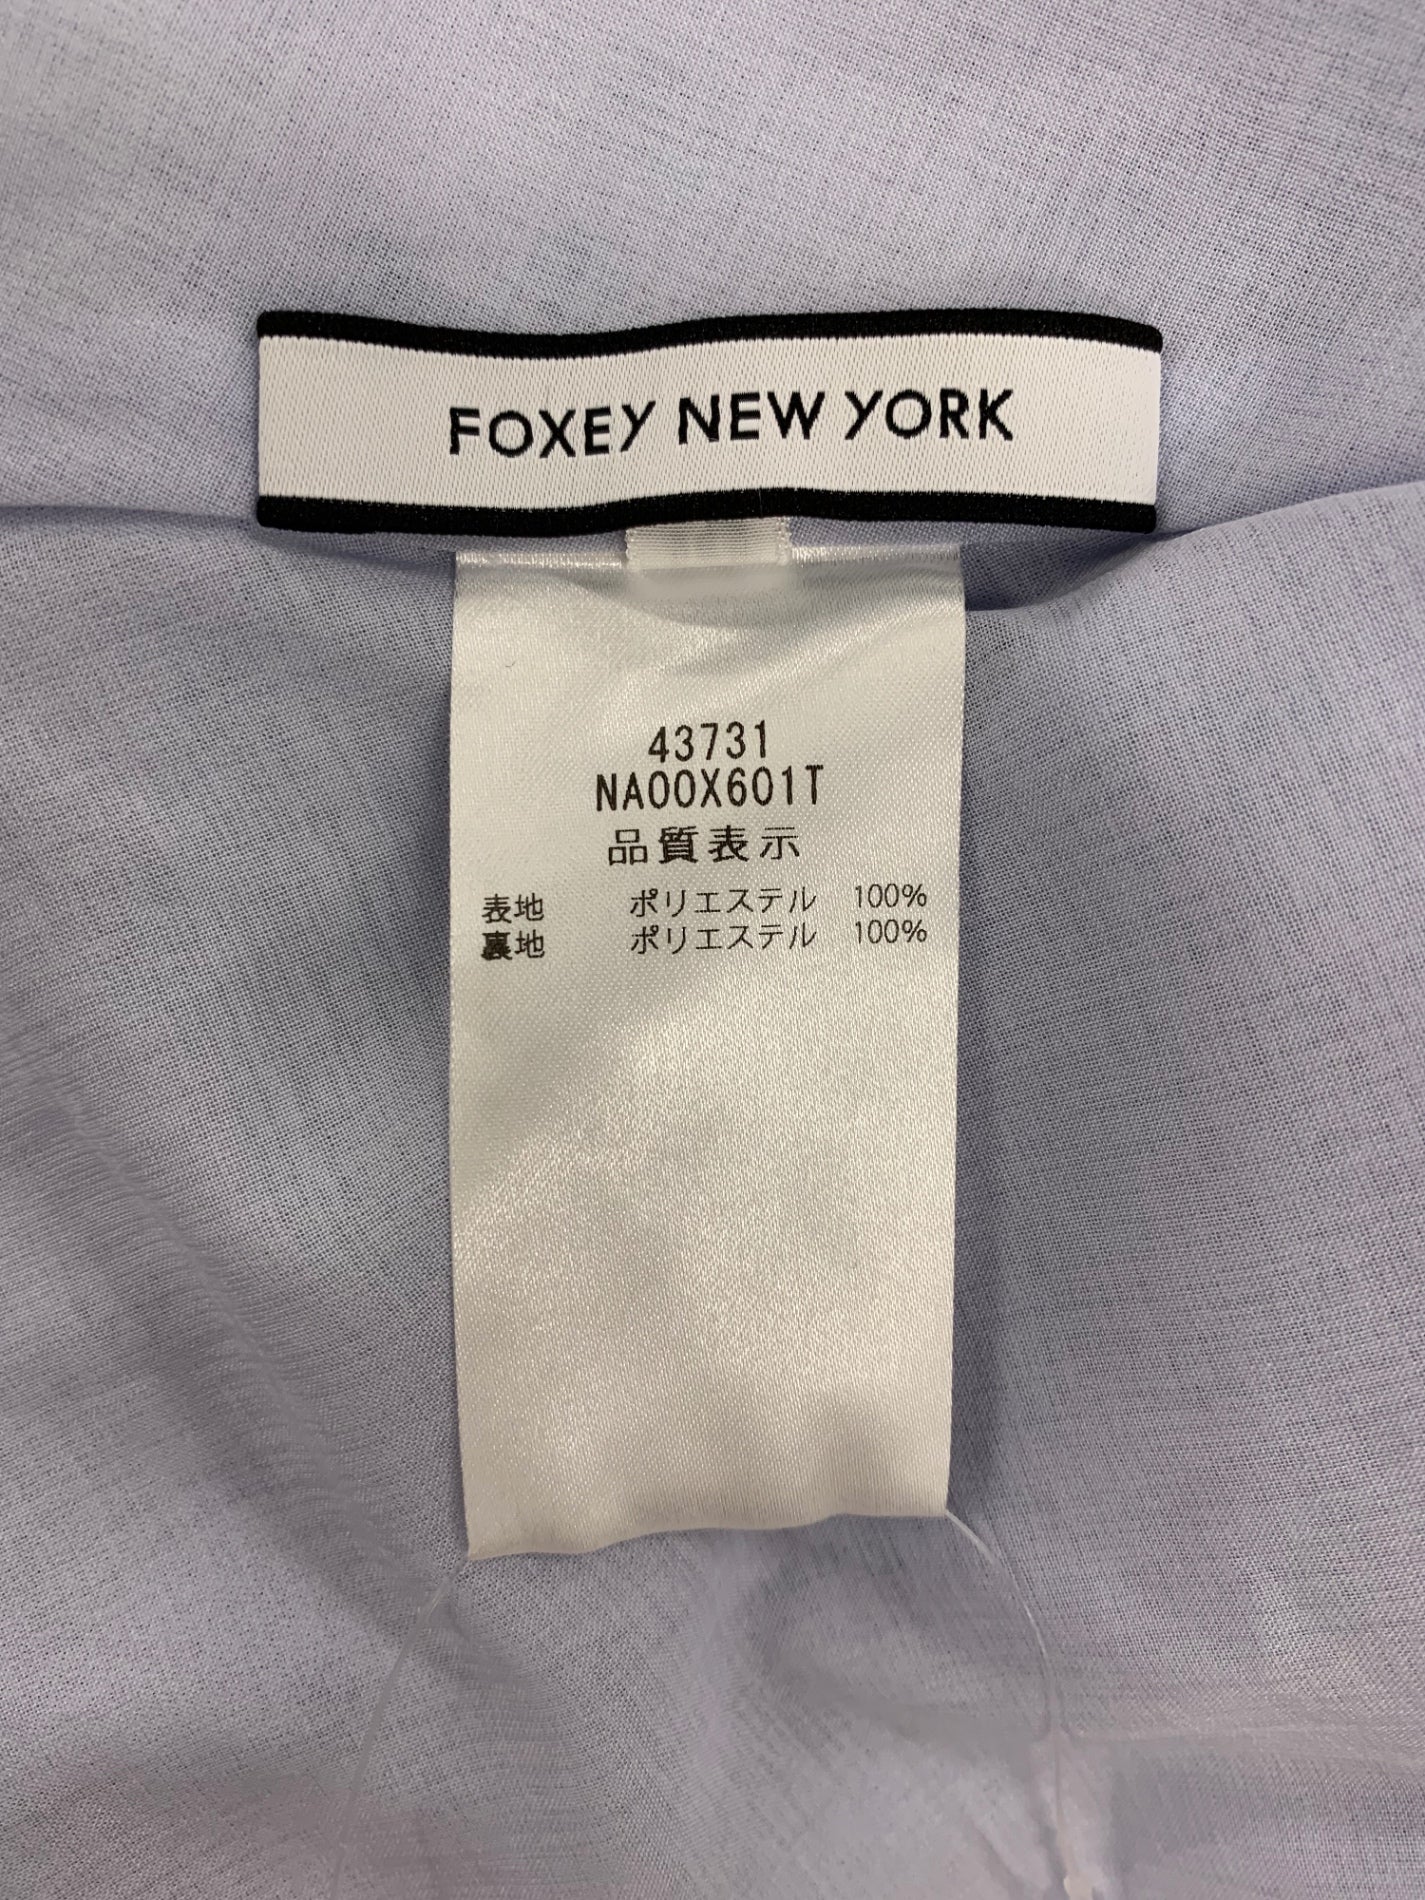 FOXEY NEW YORK
43731
NA00X601T
品質表示
表地 ポリエステル 100%
裏地 ポリエステル 100%